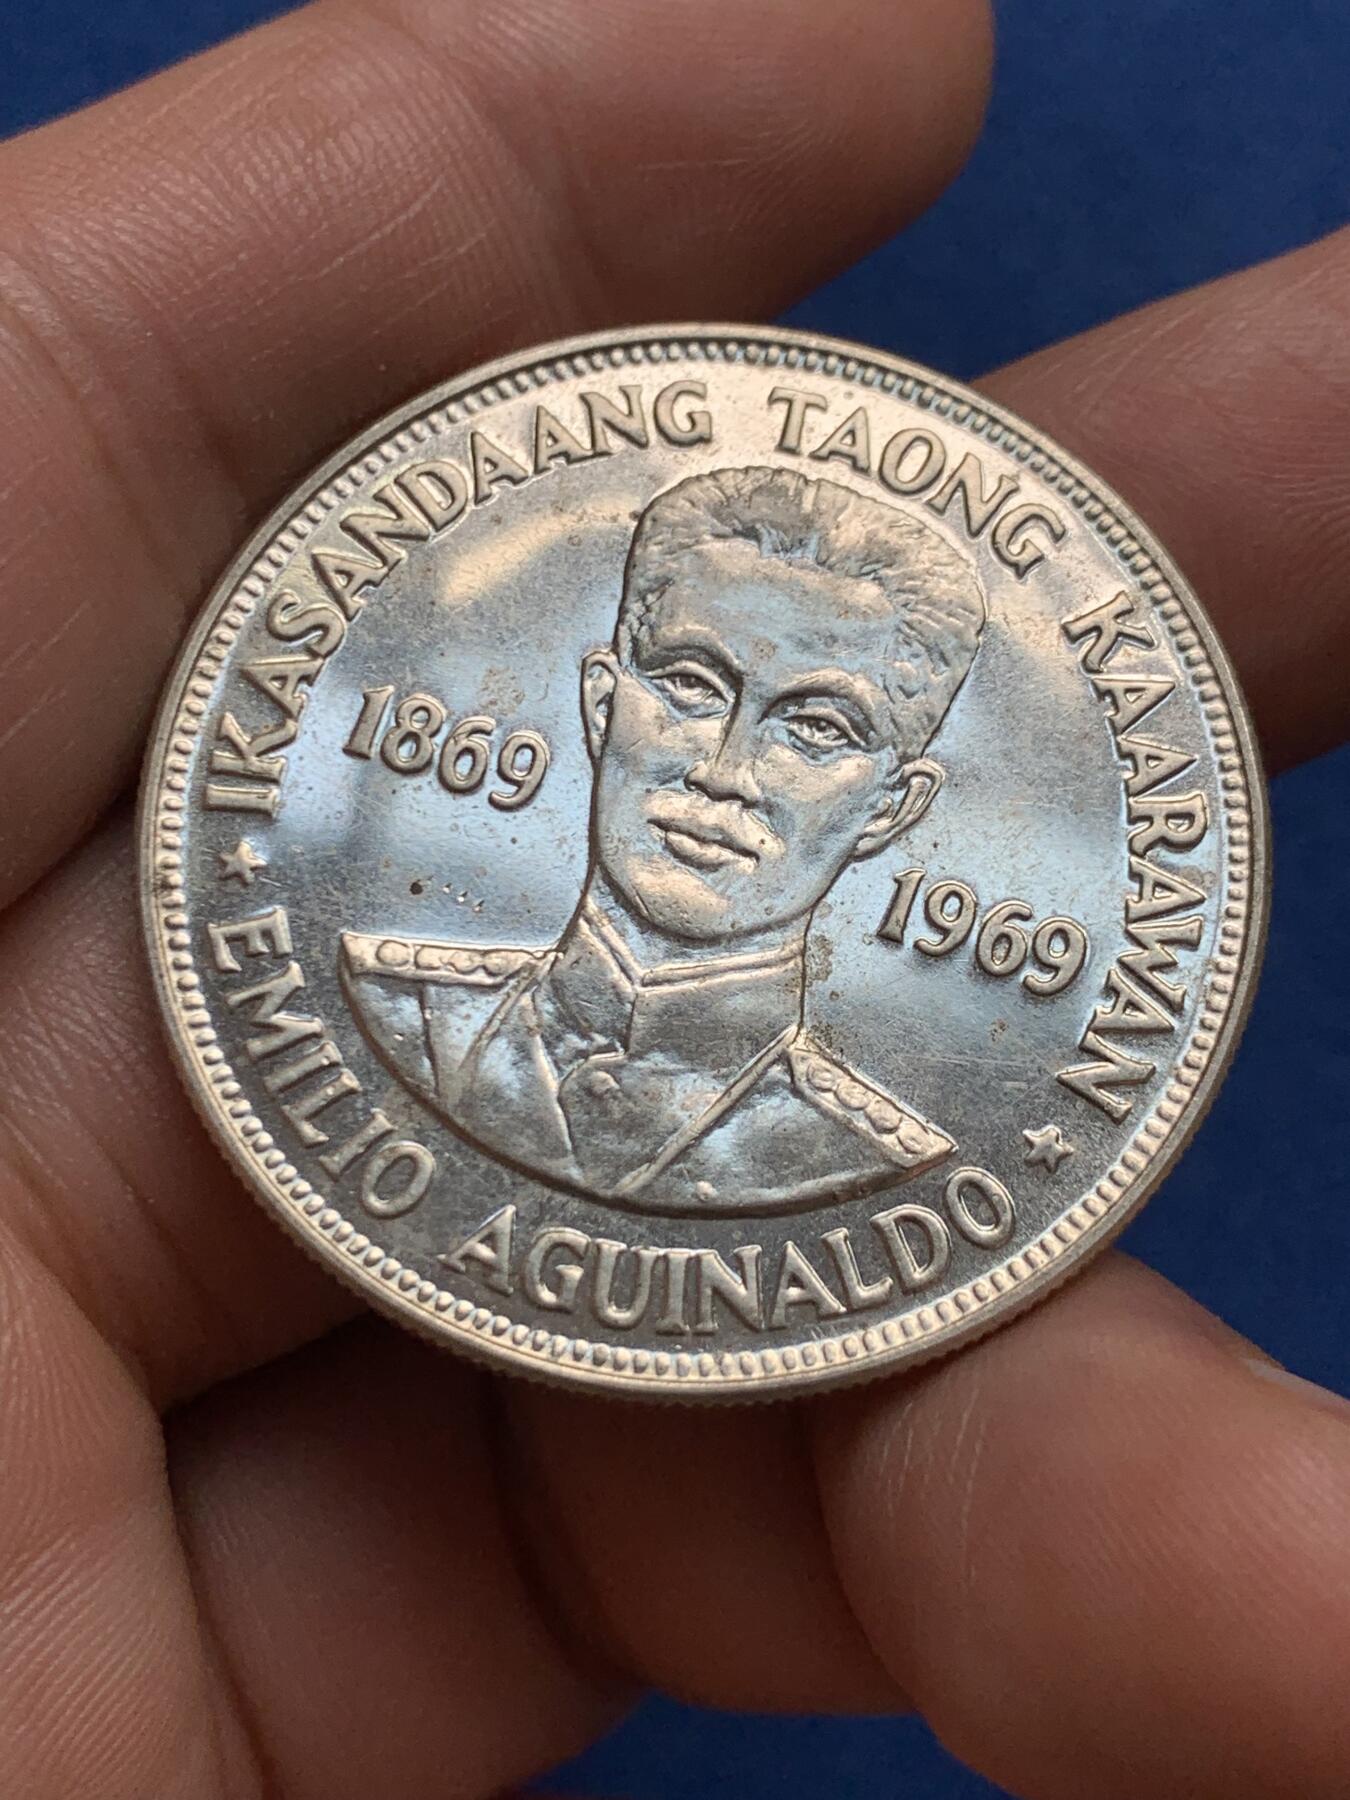 IKASANDAANG TAONG KAARAWAN
1869
1969
EMILIO AGUINALDO